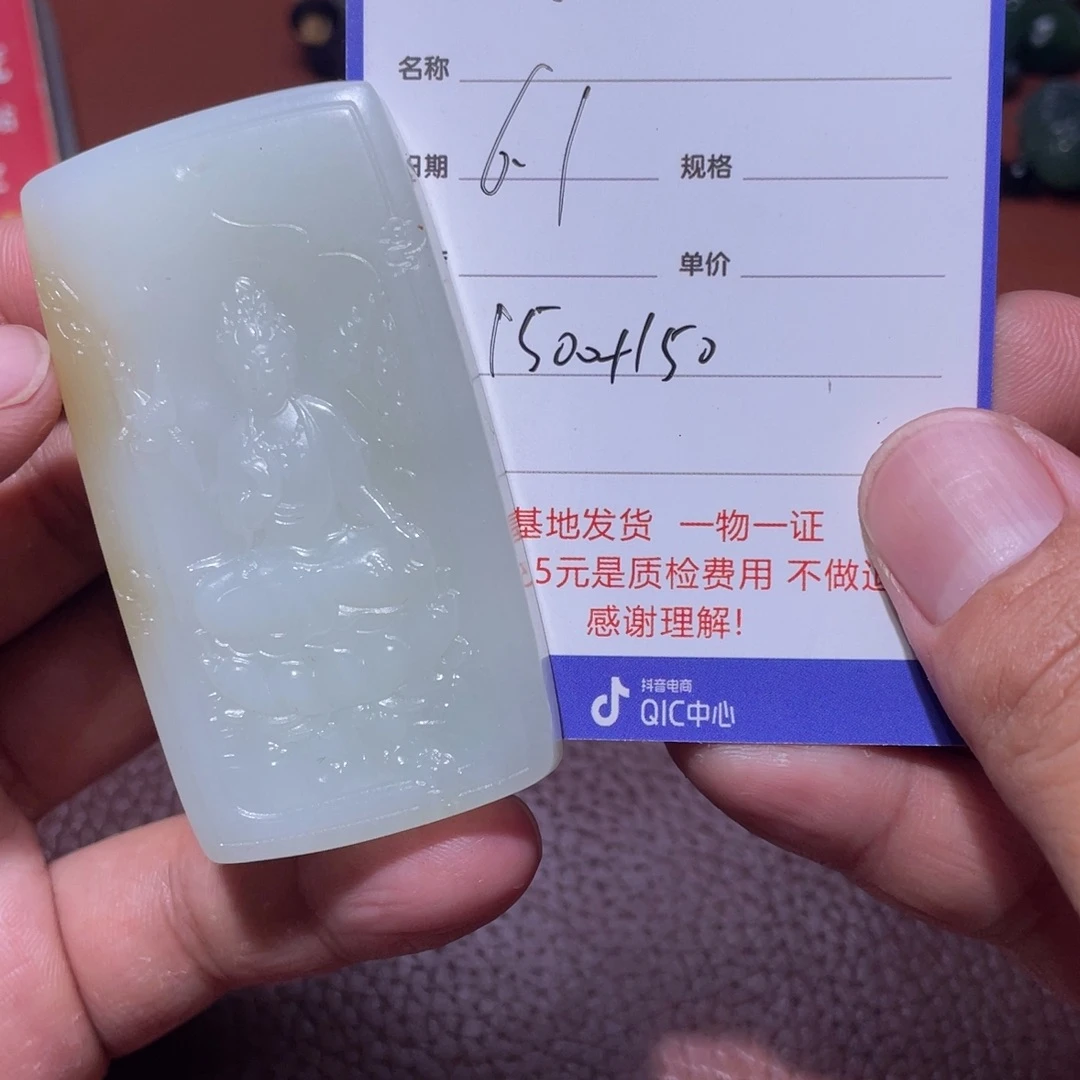 名称
日期 6-1 规格
单价
1500+150
基地发货 一物一证
5元是质检费用 不做
感谢理解!
抖音电商
QIC中心